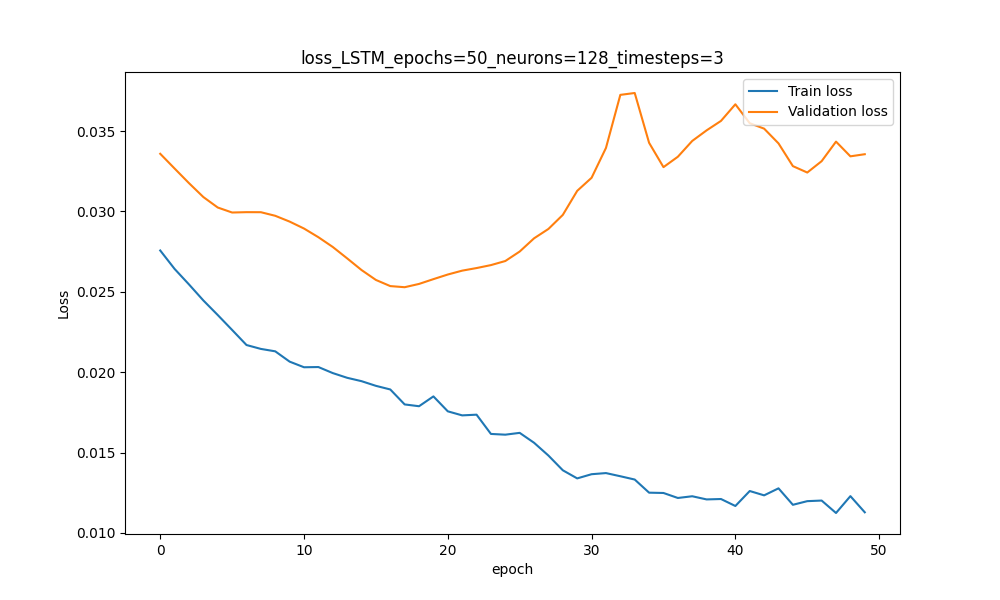 loss_LSTM_epochs=50_neurons=128_timesteps=3
Train loss
Validation loss
0.035
0.030
0.025
0.020
0.015
0.010
Loss
0 10 20 30 40 50
epoch